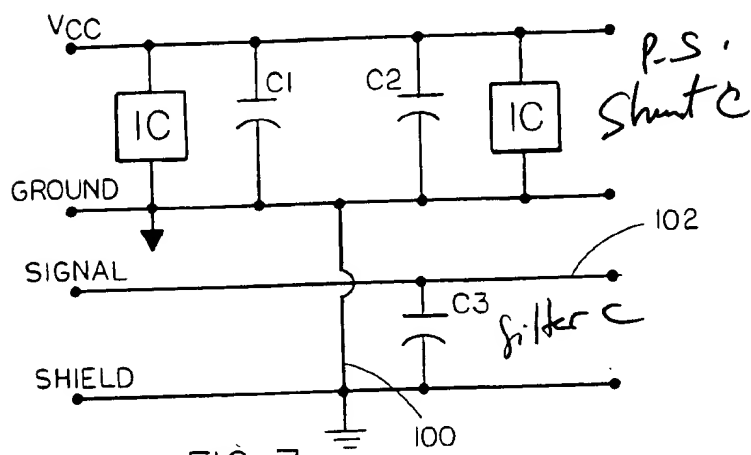 VCC
C1
C2
IC
IC
P.S.
Shunt C
GROUND
102
SIGNAL
C3
filter C
SHIELD
100